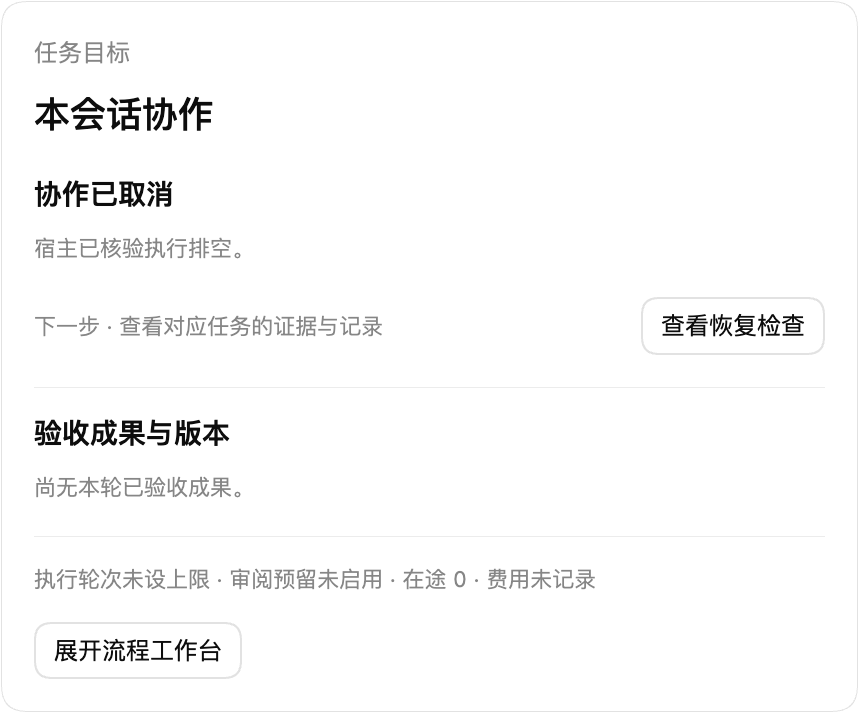 任务目标
本会话协作
协作已取消
宿主已核验执行排空。
下一步 · 查看对应任务的证据与记录
查看恢复检查
验收成果与版本
尚无本轮已验收成果。
执行轮次未设上限 · 审阅预留未启用 · 在途 0 · 费用未记录
展开流程工作台